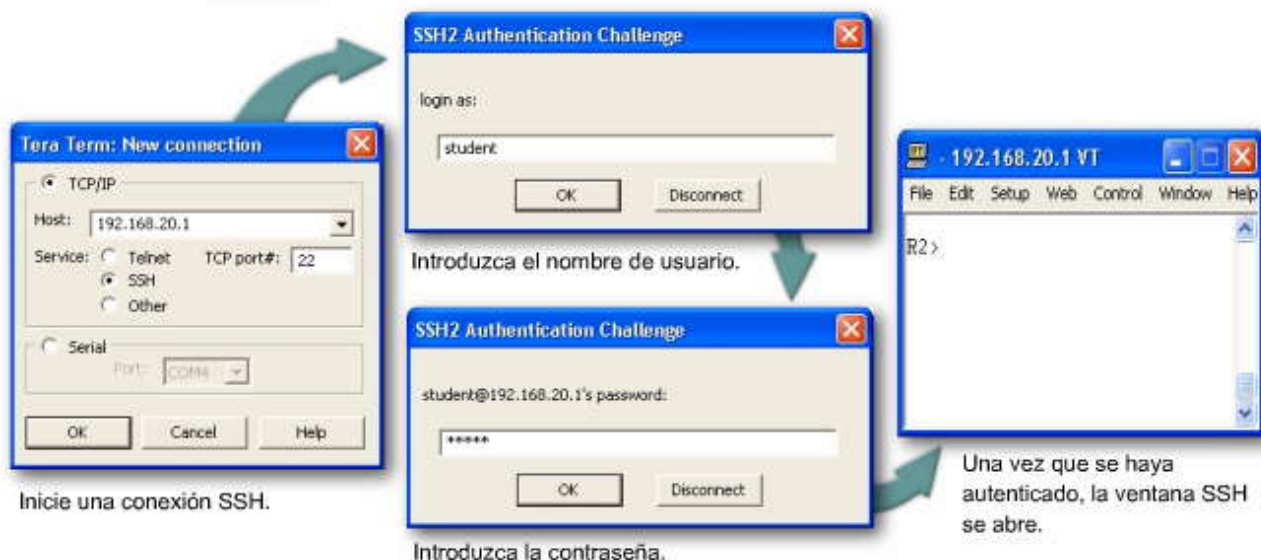 Tera Term: New connection
TCP/IP
Host: 192.168.20.1
Service: Telnet TCP port#: 22
SSH
Other
Serial
Port: COM4
OK Cancel Help
Inicie una conexión SSH.
SSH2 Authentication Challenge
login as:
student
OK Disconnect
Introduzca el nombre de usuario.
SSH2 Authentication Challenge
student@192.168.20.1's password:
*****
OK Disconnect
Introduzca la contraseña.
- 192.168.20.1 VT
File Edit Setup Web Control Window Help
R2>
Una vez que se haya
autenticado, la ventana SSH
se abre.